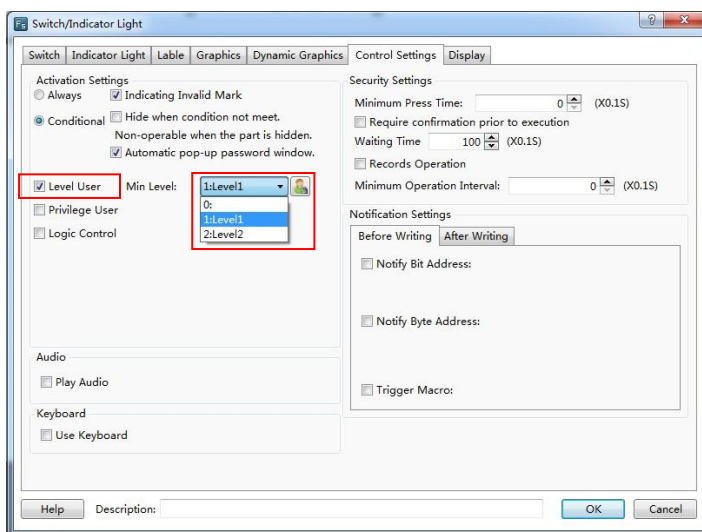 Fs Switch/Indicator Light
Switch Indicator Light Lable Graphics Dynamic Graphics Control Settings Display
Activation Settings
Always Indicating Invalid Mark
Conditional Hide when condition not meet.
Non-operable when the part is hidden.
Automatic pop-up password window.
Level User Min Level: 1:Level1
0:
Privilege User 1:Level1
Logic Control 2:Level2
Audio
Play Audio
Keyboard
Use Keyboard
Security Settings
Minimum Press Time: 0 (X0.1S)
Require confirmation prior to execution
Waiting Time 100 (X0.1S)
Records Operation
Minimum Operation Interval: 0 (X0.1S)
Notification Settings
Before Writing After Writing
Notify Bit Address:
Notify Byte Address:
Trigger Macro:
Help Description: OK Cancel